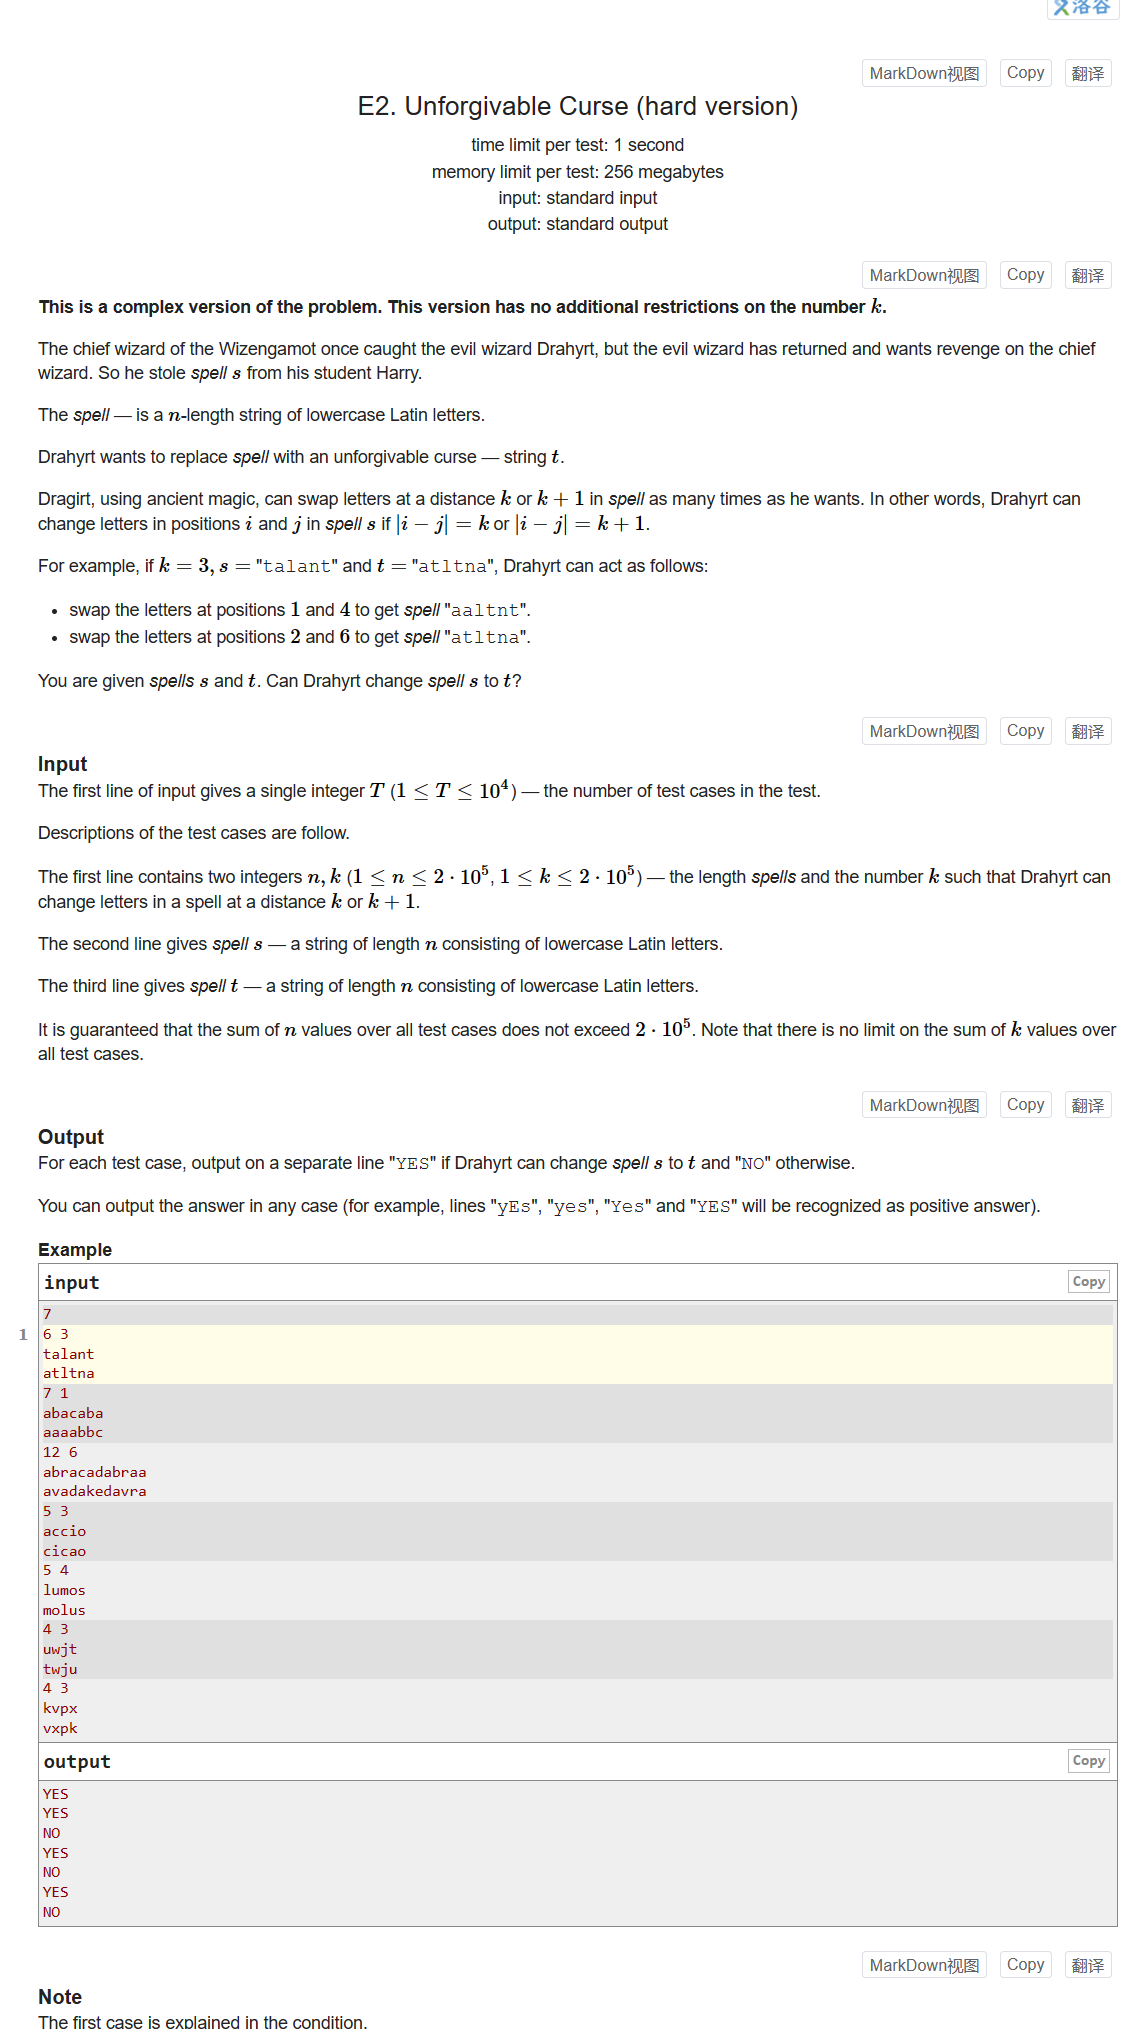 洛谷
MarkDown视图 Copy 翻译
E2. Unforgivable Curse (hard version)
time limit per test: 1 second
memory limit per test: 256 megabytes
input: standard input
output: standard output
MarkDown视图 Copy 翻译
This is a complex version of the problem. This version has no additional restrictions on the number k.
The chief wizard of the Wizengamot once caught the evil wizard Drahyrt, but the evil wizard has returned and wants revenge on the chief
wizard. So he stole spell s from his student Harry.
The spell — is a n-length string of lowercase Latin letters.
Drahyrt wants to replace spell with an unforgivable curse — string t.
Dragirt, using ancient magic, can swap letters at a distance k or k + 1 in spell as many times as he wants. In other words, Drahyrt can
change letters in positions i and j in spell s if |i − j| = k or |i − j| = k + 1.
For example, if k = 3, s = "talant" and t = "atltna", Drahyrt can act as follows:
• swap the letters at positions 1 and 4 to get spell "aaltnt".
• swap the letters at positions 2 and 6 to get spell "atltna".
You are given spells s and t. Can Drahyrt change spell s to t?
MarkDown视图 Copy 翻译
Input
The first line of input gives a single integer T (1 ≤ T ≤ 10⁴) — the number of test cases in the test.
Descriptions of the test cases are follow.
The first line contains two integers n, k (1 ≤ n ≤ 2 · 10⁵, 1 ≤ k ≤ 2 · 10⁵) — the length spells and the number k such that Drahyrt can
change letters in a spell at a distance k or k + 1.
The second line gives spell s — a string of length n consisting of lowercase Latin letters.
The third line gives spell t — a string of length n consisting of lowercase Latin letters.
It is guaranteed that the sum of n values over all test cases does not exceed 2 · 10⁵. Note that there is no limit on the sum of k values over
all test cases.
MarkDown视图 Copy 翻译
Output
For each test case, output on a separate line "YES" if Drahyrt can change spell s to t and "NO" otherwise.
You can output the answer in any case (for example, lines "yEs", "yes", "Yes" and "YES" will be recognized as positive answer).
Example
input Copy
7
1 6 3
talant
atltna
7 1
abacaba
aaaabbc
12 6
abracadabraa
avadakedavra
5 3
accio
cicao
5 4
lumos
molus
4 3
uwjt
twju
4 3
kvpx
vxpk
output Copy
YES
YES
NO
YES
NO
YES
NO
MarkDown视图 Copy 翻译
Note
The first case is explained in the condition.